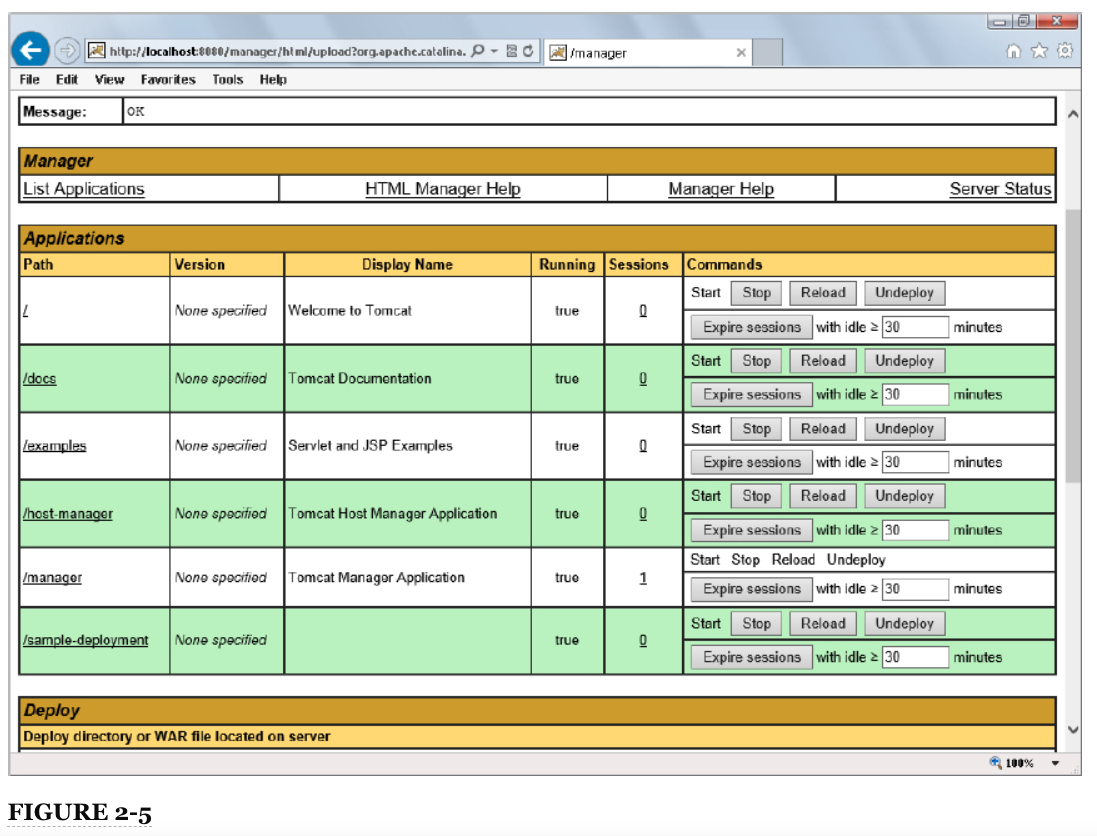 http://localhost:8080/manager/html/upload?org.apache.catalina. /manager
File Edit View Favorites Tools Help
Message: OK
Manager
List Applications HTML Manager Help Manager Help Server Status
Applications
Path Version Display Name Running Sessions Commands
/ None specified Welcome to Tomcat true 0 Start Stop Reload Undeploy
Expire sessions with idle ≥ 30 minutes
/docs None specified Tomcat Documentation true 0 Start Stop Reload Undeploy
Expire sessions with idle ≥ 30 minutes
/examples None specified Servlet and JSP Examples true 0 Start Stop Reload Undeploy
Expire sessions with idle ≥ 30 minutes
/host-manager None specified Tomcat Host Manager Application true 0 Start Stop Reload Undeploy
Expire sessions with idle ≥ 30 minutes
/manager None specified Tomcat Manager Application true 1 Start Stop Reload Undeploy
Expire sessions with idle ≥ 30 minutes
/sample-deployment None specified true 0 Start Stop Reload Undeploy
Expire sessions with idle ≥ 30 minutes
Deploy
Deploy directory or WAR file located on server
100%
FIGURE 2-5